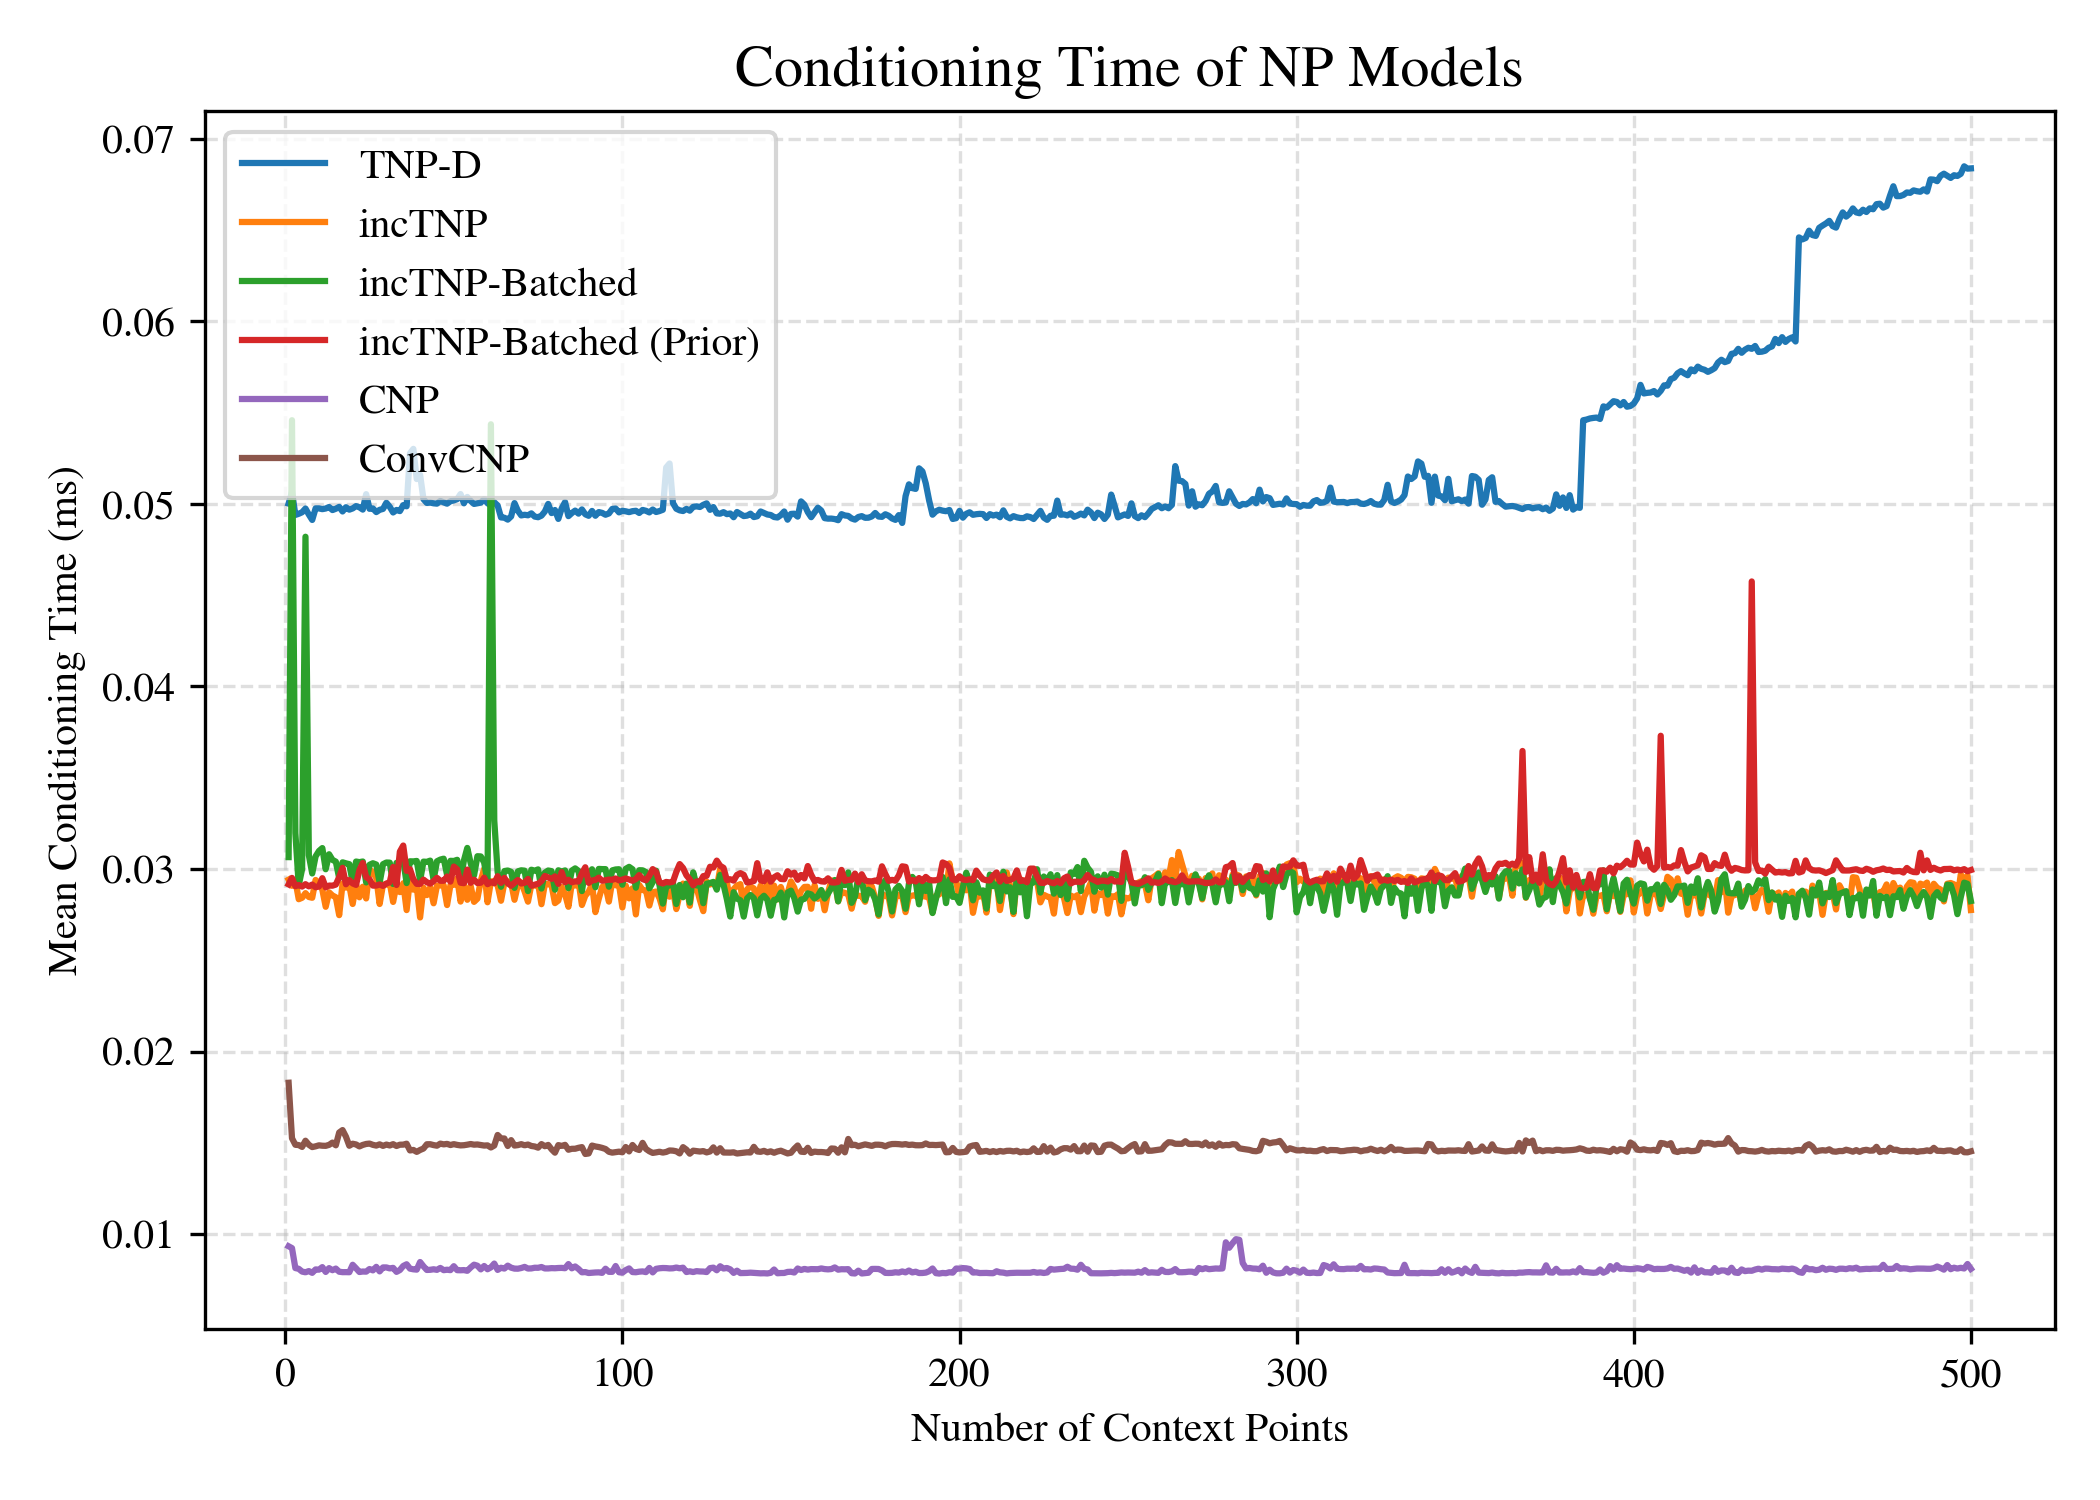 Conditioning Time of NP Models
TNP-D
incTNP
incTNP-Batched
incTNP-Batched (Prior)
CNP
ConvCNP
Mean Conditioning Time (ms)
0.07
0.06
0.05
0.04
0.03
0.02
0.01
0 100 200 300 400 500
Number of Context Points